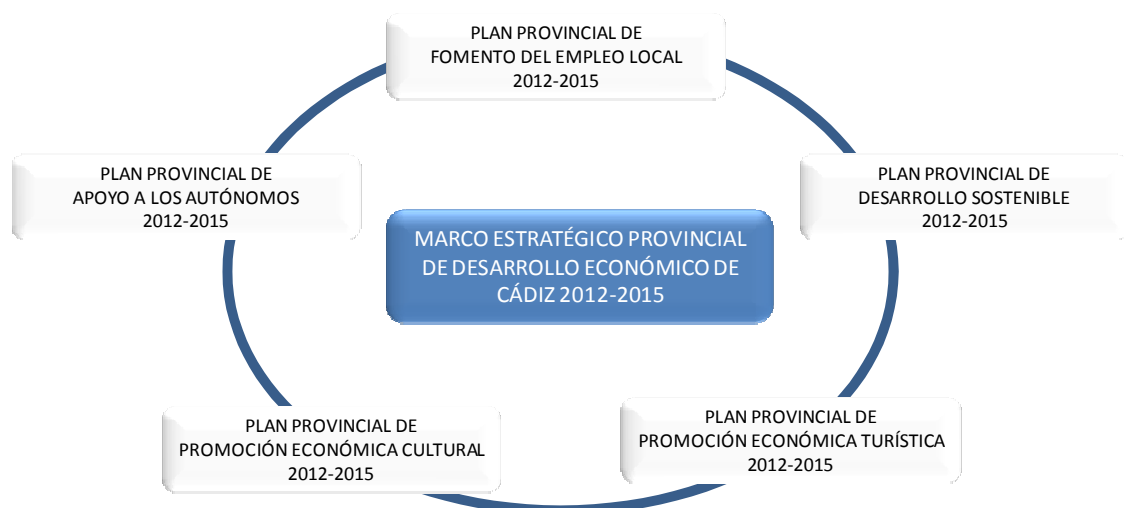 PLAN PROVINCIAL DE
FOMENTO DEL EMPLEO LOCAL
2012-2015
PLAN PROVINCIAL DE
APOYO A LOS AUTÓNOMOS
2012-2015
PLAN PROVINCIAL DE
DESARROLLO SOSTENIBLE
2012-2015
MARCO ESTRATÉGICO PROVINCIAL
DE DESARROLLO ECONÓMICO DE
CÁDIZ 2012-2015
PLAN PROVINCIAL DE
PROMOCIÓN ECONÓMICA CULTURAL
2012-2015
PLAN PROVINCIAL DE
PROMOCIÓN ECONÓMICA TURÍSTICA
2012-2015